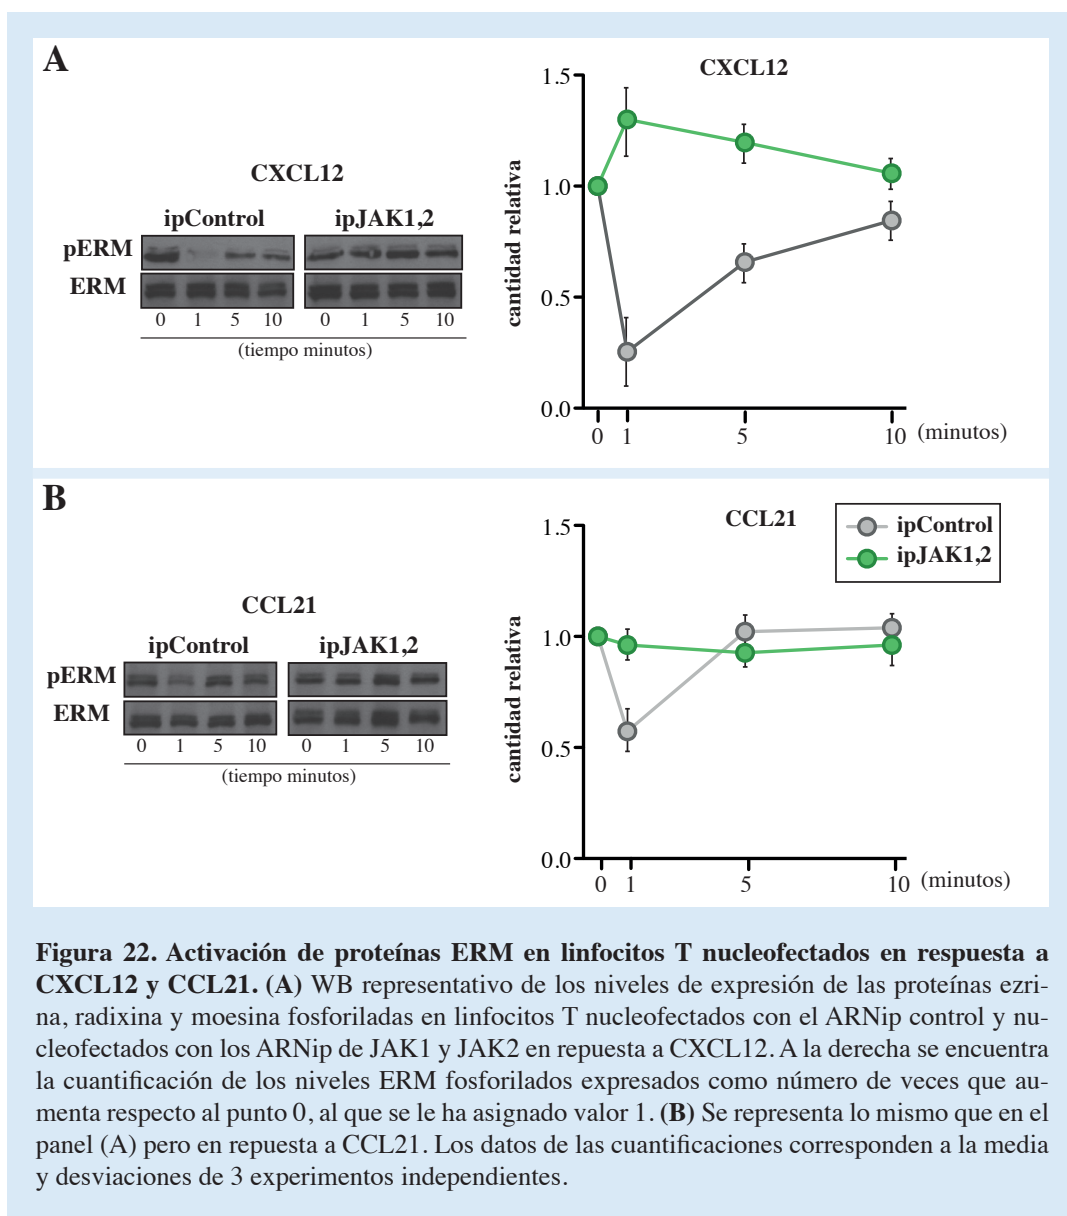 A
CXCL12
ipControl ipJAK1,2
pERM
ERM
0 1 5 10 0 1 5 10
(tiempo minutos)
CXCL12
cantidad relativa
1.5
1.0
0.5
0.0
0 1 5 10 (minutos)
B
CCL21
ipControl ipJAK1,2
pERM
ERM
0 1 5 10 0 1 5 10
(tiempo minutos)
CCL21
ipControl
ipJAK1,2
cantidad relativa
1.5
1.0
0.5
0.0
0 1 5 10 (minutos)
Figura 22. Activación de proteínas ERM en linfocitos T nucleofectados en respuesta a
CXCL12 y CCL21. (A) WB representativo de los niveles de expresión de las proteínas ezri-
na, radixina y moesina fosforiladas en linfocitos T nucleofectados con el ARNip control y nu-
cleofectados con los ARNip de JAK1 y JAK2 en repuesta a CXCL12. A la derecha se encuentra
la cuantificación de los niveles ERM fosforilados expresados como número de veces que au-
menta respecto al punto 0, al que se le ha asignado valor 1. (B) Se representa lo mismo que en el
panel (A) pero en repuesta a CCL21. Los datos de las cuantificaciones corresponden a la media
y desviaciones de 3 experimentos independientes.